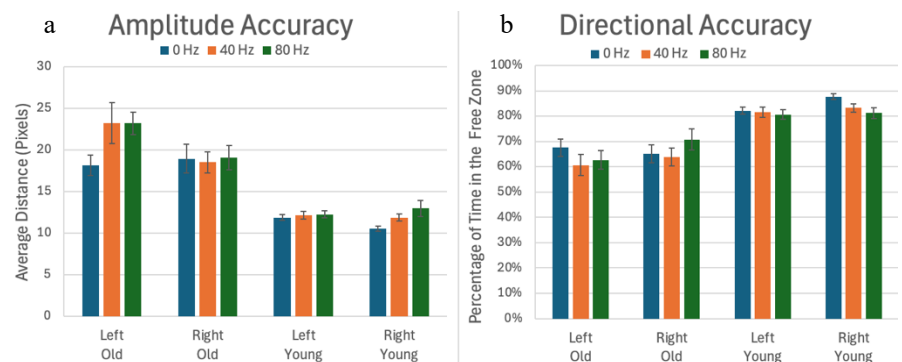 a
Amplitude Accuracy
0 Hz 40 Hz 80 Hz
Average Distance (Pixels)
30
25
20
15
10
5
0
Left Old
Right Old
Left Young
Right Young
b
Directional Accuracy
0 Hz 40 Hz 80 Hz
Percentage of Time in the Free Zone
100%
90%
80%
70%
60%
50%
40%
30%
20%
10%
0%
Left Old
Right Old
Left Young
Right Young